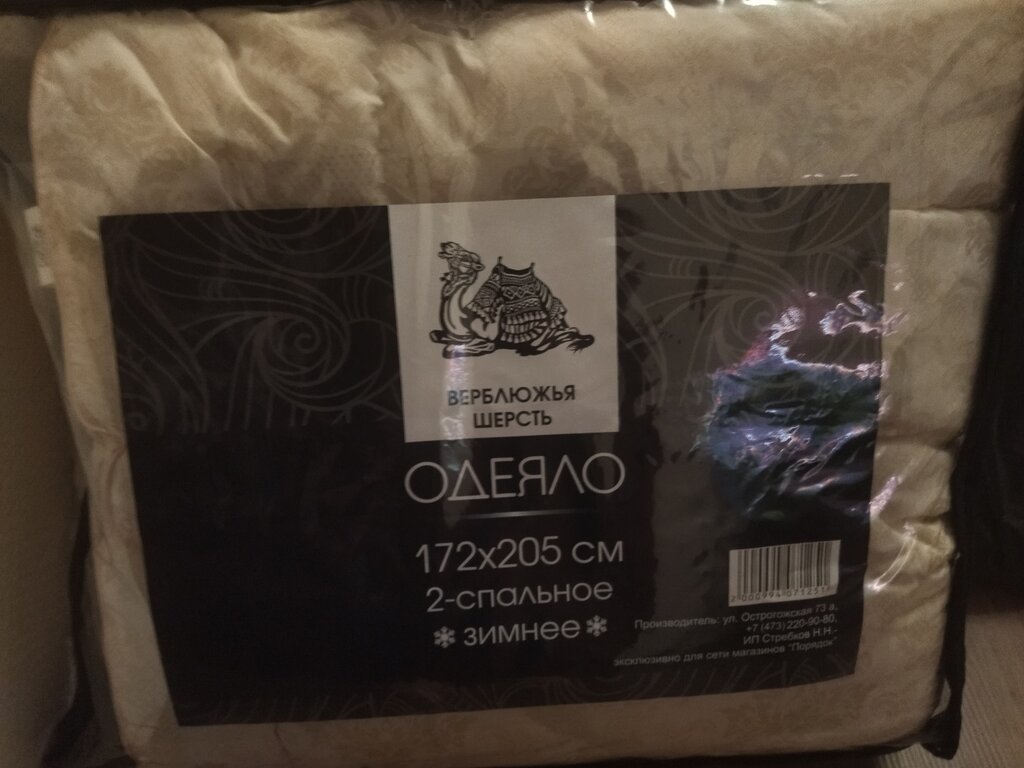 ВЕРБЛЮЖЬЯ
ШЕРСТЬ
ОДЕЯЛО
172х205 см
2-спальное
зимнее
Производитель: ул. Острогожская 73 а,
+7 (473) 220-90-80,
ИП Стребков Н.Н.-
эксклюзивно для сети магазинов "Порядок"